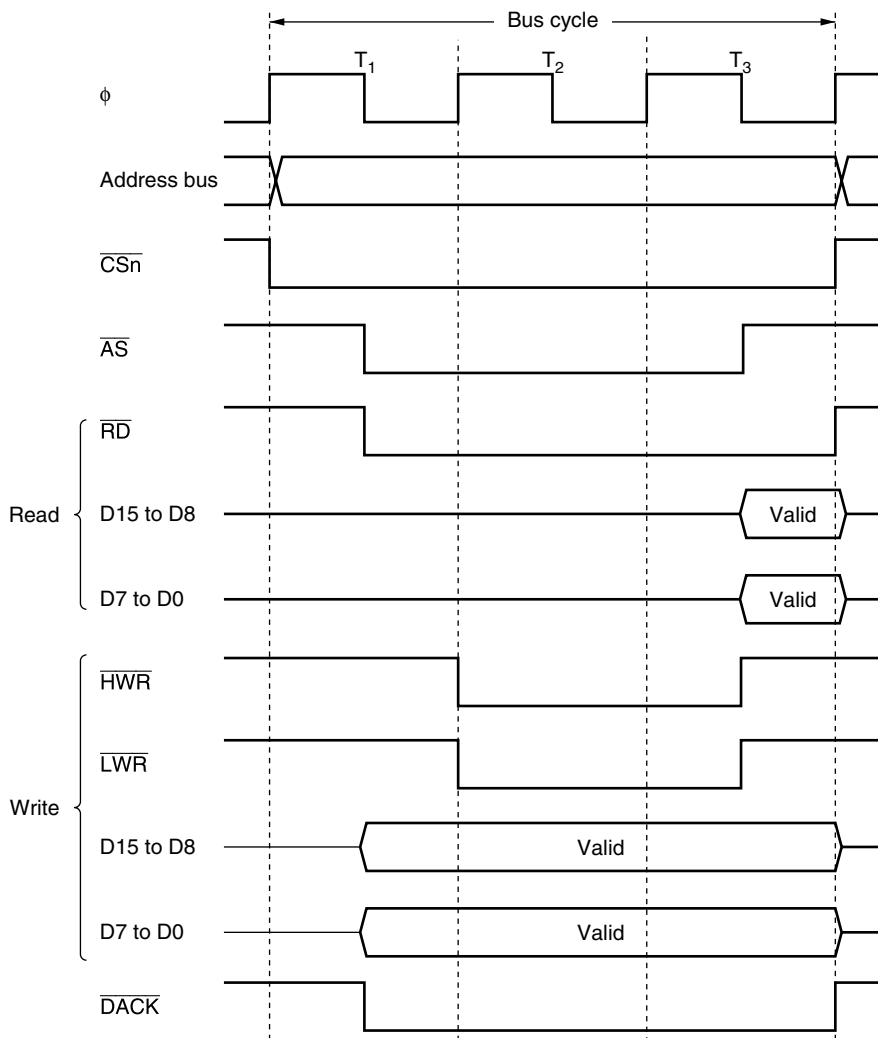 Bus cycle
T1 T2 T3
ϕ
Address bus
CSn
AS
RD
Read
D15 to D8
Valid
D7 to D0
Valid
HWR
LWR
Write
D15 to D8
Valid
D7 to D0
Valid
DACK